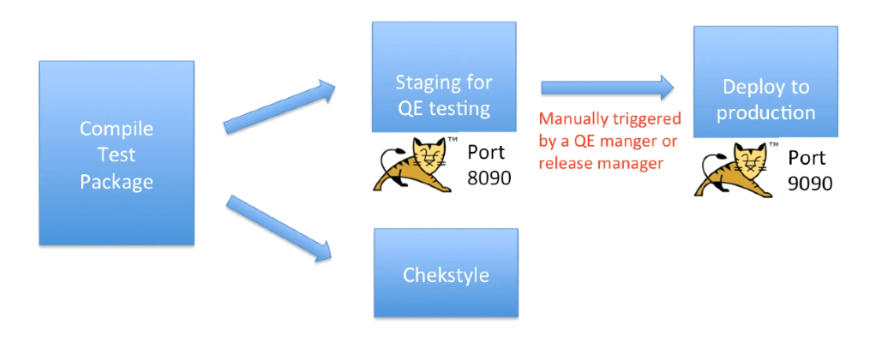 Compile
Test
Package
Staging for
QE testing
TM
Port
8090
Manually triggered
by a QE manger or
release manager
Deploy to
production
TM
Port
9090
Chekstyle